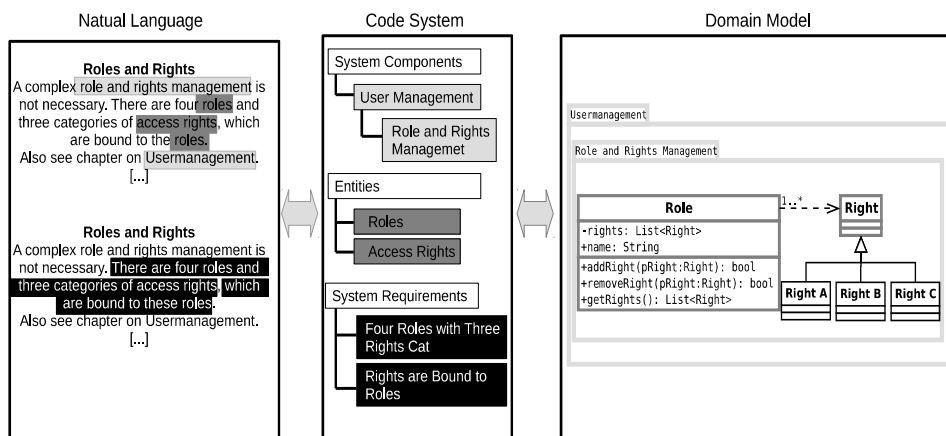 Natual Language
Roles and Rights
A complex role and rights management is
not necessary. There are four roles and
three categories of access rights, which
are bound to the roles.
Also see chapter on Usermanagement.
[...]
Roles and Rights
A complex role and rights management is
not necessary. There are four roles and
three categories of access rights, which
are bound to these roles.
Also see chapter on Usermanagement.
[...]
Code System
System Components
User Management
Role and Rights
Managemet
Entities
Roles
Access Rights
System Requirements
Four Roles with Three
Rights Cat
Rights are Bound to
Roles
Domain Model
Usermanagement
Role and Rights Management
Role
-rights: List<Right>
+name: String
+addRight(pRight:Right): bool
+removeRight(pRight:Right): bool
+getRights(): List<Right>
1..*
Right
Right A
Right B
Right C